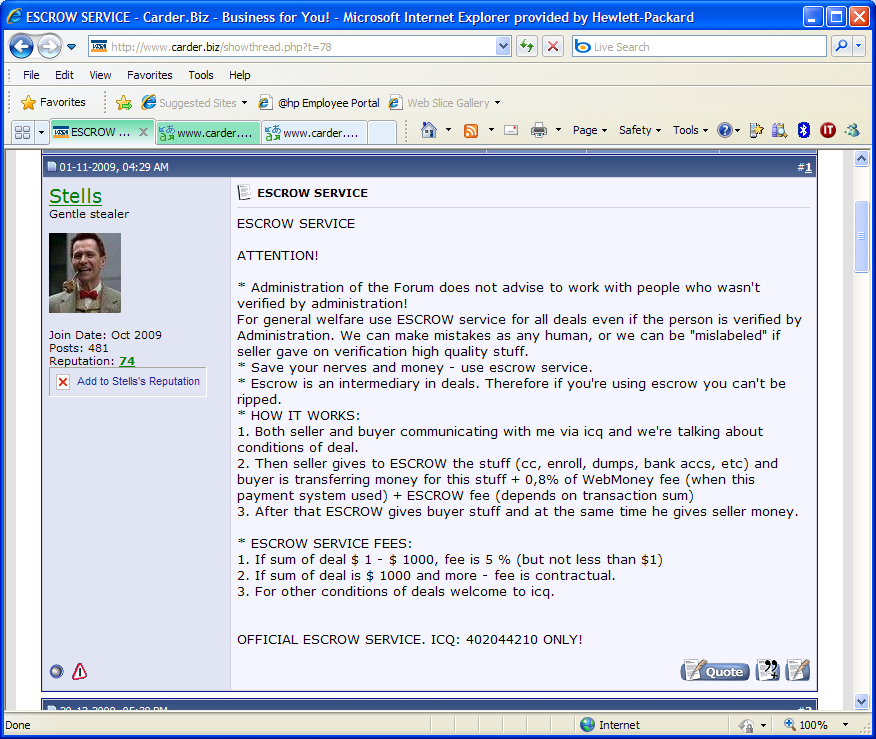 ESCROW SERVICE - Carder.Biz - Business for You! - Microsoft Internet Explorer provided by Hewlett-Packard
http://www.carder.biz/showthread.php?t=78
Live Search
File Edit View Favorites Tools Help
Favorites Suggested Sites @hp Employee Portal Web Slice Gallery
ESCROW ... www.carder.... www.carder.... Page Safety Tools
01-11-2009, 04:29 AM #1
Stells
Gentle stealer
Join Date: Oct 2009
Posts: 481
Reputation: 74
Add to Stells's Reputation
ESCROW SERVICE
ESCROW SERVICE
ATTENTION!
* Administration of the Forum does not advise to work with people who wasn't
verified by administration!
For general welfare use ESCROW service for all deals even if the person is verified by
Administration. We can make mistakes as any human, or we can be "mislabeled" if
seller gave on verification high quality stuff.
* Save your nerves and money - use escrow service.
* Escrow is an intermediary in deals. Therefore if you're using escrow you can't be
ripped.
* HOW IT WORKS:
1. Both seller and buyer communicating with me via icq and we're talking about
conditions of deal.
2. Then seller gives to ESCROW the stuff (cc, enroll, dumps, bank accs, etc) and
buyer is transferring money for this stuff + 0,8% of WebMoney fee (when this
payment system used) + ESCROW fee (depends on transaction sum)
3. After that ESCROW gives buyer stuff and at the same time he gives seller money.
* ESCROW SERVICE FEES:
1. If sum of deal $ 1 - $ 1000, fee is 5 % (but not less than $1)
2. If sum of deal is $ 1000 and more - fee is contractual.
3. For other conditions of deals welcome to icq.
OFFICIAL ESCROW SERVICE. ICQ: 402044210 ONLY!
Quote
Done Internet 100%